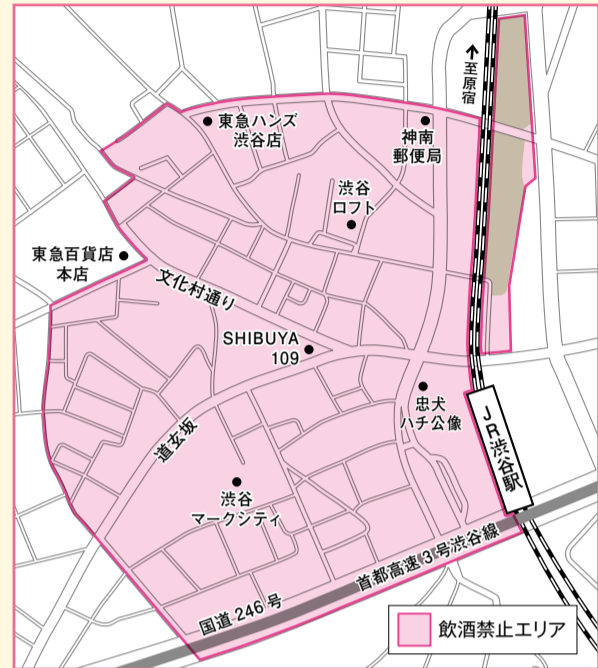 ↑至原宿
東急ハンズ
渋谷店
神南
郵便局
渋谷
ロフト
東急百貨店
本店
文化村通り
SHIBUYA
109
忠犬
ハチ公像
JR渋谷駅
道玄坂
渋谷
マークシティ
首都高速3号渋谷線
国道246号
飲酒禁止エリア